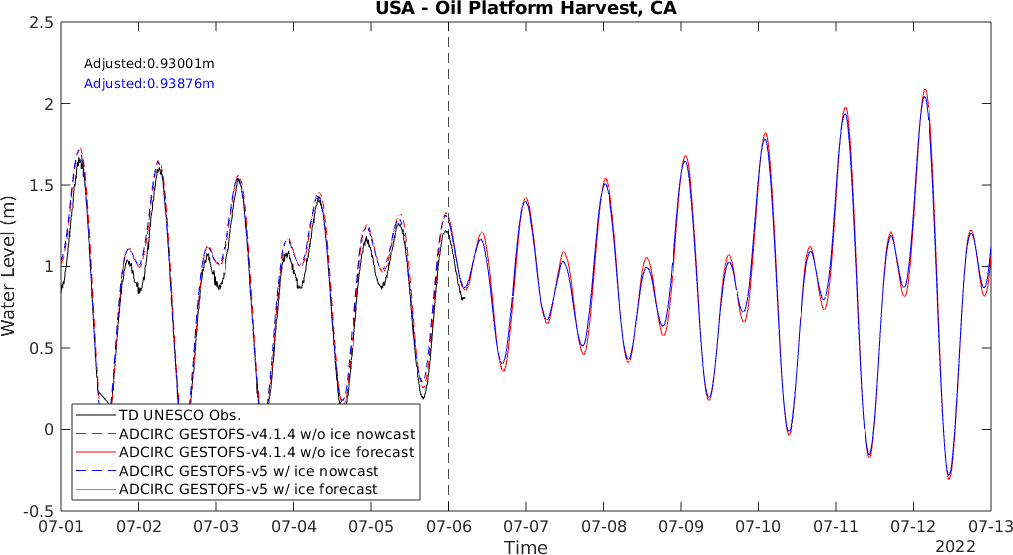 USA - Oil Platform Harvest, CA
2.5
Adjusted:0.93001m
Adjusted:0.93876m
2
1.5
1
0.5
0
-0.5
Water Level (m)
TD UNESCO Obs.
ADCIRC GESTOFS-v4.1.4 w/o ice nowcast
ADCIRC GESTOFS-v4.1.4 w/o ice forecast
ADCIRC GESTOFS-v5 w/ ice nowcast
ADCIRC GESTOFS-v5 w/ ice forecast
07-01 07-02 07-03 07-04 07-05 07-06 07-07 07-08 07-09 07-10 07-11 07-12 07-13
Time
2022